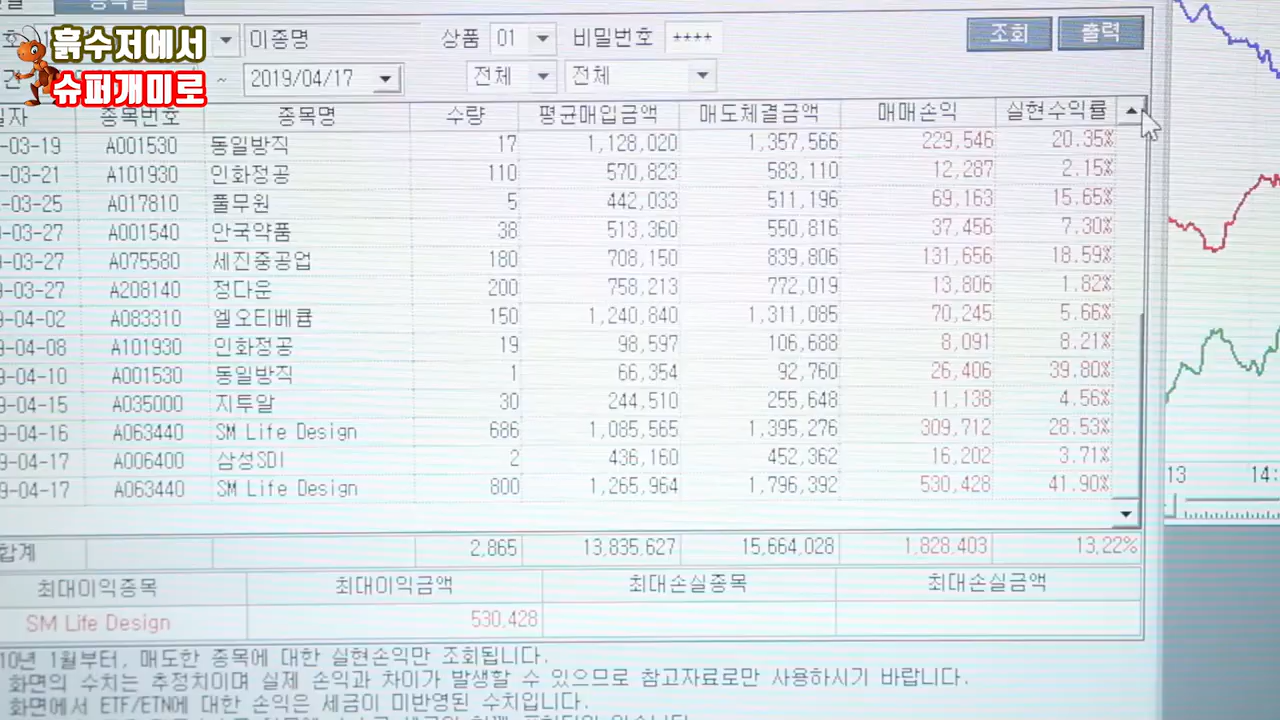 종목별
흙수저에서
슈퍼개미로
이종명 상품 01 비밀번호 **** 조회 출력
간 ~ 2019/04/17 전체 전체
일자 종목번호 종목명 수량 평균매입금액 매도체결금액 매매손익 실현수익률
-03-19 A001530 동일방직 17 1,128,020 1,357,566 229,546 20.35%
-03-21 A101930 인화정공 110 570,823 583,110 12,287 2.15%
-03-25 A017810 풀무원 5 442,033 511,196 69,163 15.65%
9-03-27 A001540 안국약품 38 513,360 550,816 37,456 7.30%
9-03-27 A075580 세진중공업 180 708,150 839,806 131,656 18.59%
9-03-27 A208140 정다운 200 758,213 772,019 13,806 1.82%
9-04-02 A083310 엘오티베큠 150 1,240,840 1,311,085 70,245 5.66%
9-04-08 A101930 인화정공 19 98,597 106,688 8,091 8.21%
9-04-10 A001530 동일방직 1 66,354 92,760 26,406 39.80%
9-04-15 A035000 지투알 30 244,510 255,648 11,138 4.56%
9-04-16 A063440 SM Life Design 686 1,085,565 1,395,276 309,712 28.53%
9-04-17 A006400 삼성SDI 2 436,160 452,362 16,202 3.71%
9-04-17 A063440 SM Life Design 800 1,265,964 1,796,392 530,428 41.90%
합계 2,865 13,835,627 15,664,028 1,828,403 13,22%
최대이익종목 최대이익금액 최대손실종목 최대손실금액
SM Life Design 530,428
10년 1월부터, 매도한 종목에 대한 실현손익만 조회됩니다.
화면의 수치는 추정치이며 실제 손익과 차이가 발생할 수 있으므로 참고자료로만 사용하시기 바랍니다.
화면에서 ETF/ETN에 대한 손익은 세금이 미반영된 수치입니다.
13 14: